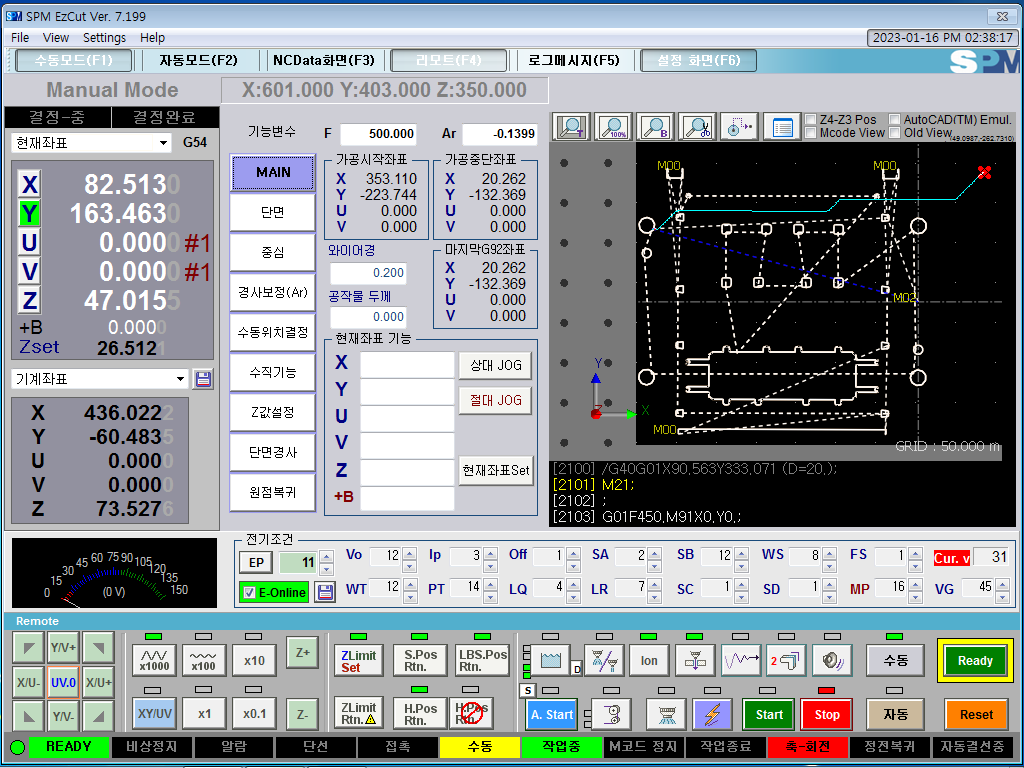 SPM EzCut Ver. 7.199
File View Settings Help
2023-01-16 PM 02:38:17
수동모드(F1) 자동모드(F2) NCData화면(F3) 리모트(F4) 로그메시지(F5) 설정 화면(F6) SPM
Manual Mode X:601.000 Y:403.000 Z:350.000
결정-중 결정완료
현재좌표 G54
X 82.5130
Y 163.4630
U 0.0000 #1
V 0.0000 #1
Z 47.0155
+B 0.0000
Zset 26.5121
기계좌표
X 436.0222
Y -60.4835
U 0.0000
V 0.0000
Z 73.5276
기능변수 F 500.000 Ar -0.1399
MAIN
단면
중심
경사보정(Ar)
수동위치결정
수직기능
Z값설정
단면경사
원점복귀
가공시작좌표
X 353.110
Y -223.744
U 0.000
V 0.000
가공중단좌표
X 20.262
Y -132.369
U 0.000
V 0.000
와이어경
0.200
공작물 두께
0.000
마지막G92좌표
X 20.262
Y -132.369
U 0.000
V 0.000
현재좌표 기능
X 상대 JOG
Y 절대 JOG
U
V
Z 현재좌표Set
+B
T 100% B
Z4-Z3 Pos AutoCAD(TM) Emul.
Mcode View Old View (49.0987,-262.7310)
M00 M00
M02
Y
X
M00
GRID : 50.000 m
[2100] /G40G01X90,563Y333,071 (D=20,);
[2101] M21;
[2102] ;
[2103] G01F450,M91X0,Y0,;
0 15 30 45 60 75 90 105 120 135 150
(0 V)
전기조건
EP 11 Vo 12 Ip 3 Off 1 SA 2 SB 12 WS 8 FS 1 Cur. v 31
E-Online WT 12 PT 14 LQ 4 LR 7 SC 1 SD 1 MP 16 VG 45
Remote
Y/V+
X/U- UV.0 X/U+
Y/V-
x1000 x100 x10 Z+
XY/UV x1 x0.1 Z-
ZLimit Set S.Pos Rtn. LBS.Pos Rtn.
ZLimit Rtn. H.Pos Rtn. H.Pos Rtn.
D Ion 2 수동 Ready
S A. Start Start Stop 자동 Reset
READY 비상정지 알람 단선 접촉 수동 작업중 M코드 정지 작업종료 축-회전 정전복귀 자동결선중